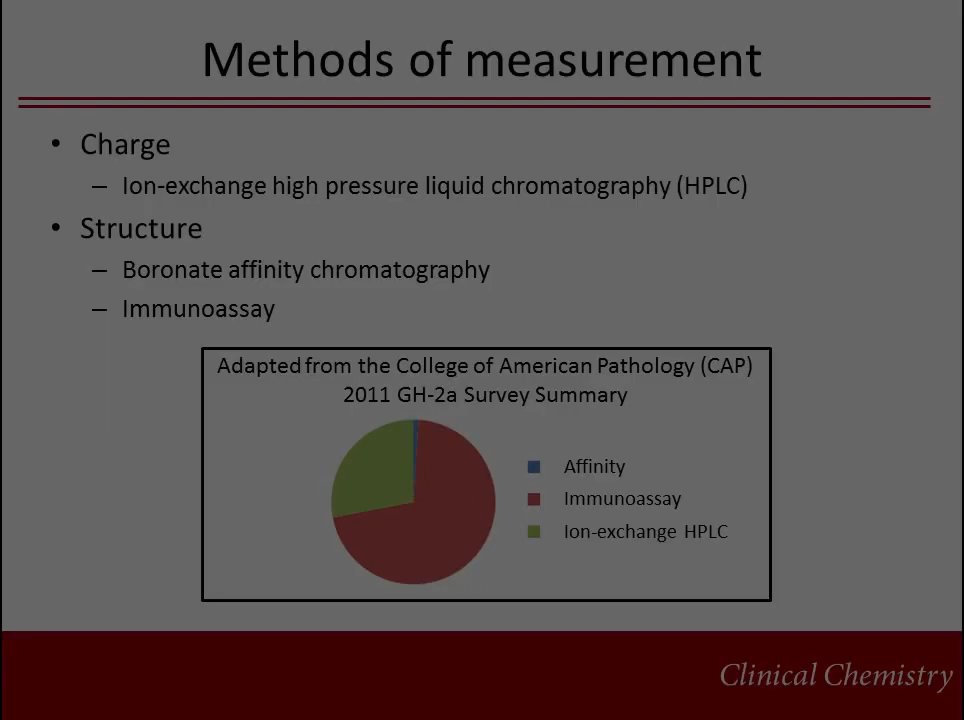 Methods of measurement
• Charge
– Ion-exchange high pressure liquid chromatography (HPLC)
• Structure
– Boronate affinity chromatography
– Immunoassay
Adapted from the College of American Pathology (CAP)
2011 GH-2a Survey Summary
Affinity
Immunoassay
Ion-exchange HPLC
Clinical Chemistry